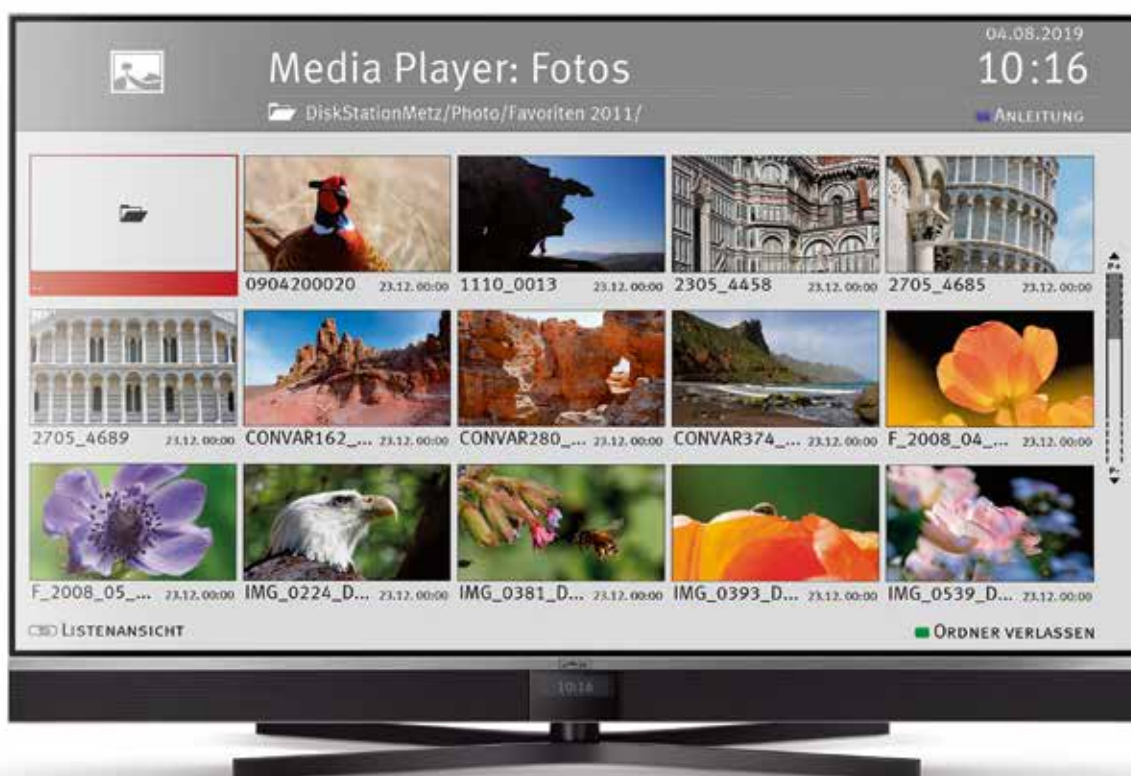 04.08.2019
Media Player: Fotos
10:16
DiskStationMetz/Photo/Favoriten 2011/
ANLEITUNG
..
0904200020 23.12. 00:00
1110_0013 23.12. 00:00
2305_4458 23.12. 00:00
2705_4685 23.12. 00:00
P+
2705_4689 23.12. 00:00
CONVAR162_... 23.12. 00:00
CONVAR280_... 23.12. 00:00
CONVAR374_... 23.12. 00:00
F_2008_04_... 23.12. 00:00
P-
F_2008_05_... 23.12. 00:00
IMG_0224_D... 23.12. 00:00
IMG_0381_D... 23.12. 00:00
IMG_0393_D... 23.12. 00:00
IMG_0539_D... 23.12. 00:00
LISTENANSICHT
ORDNER VERLASSEN
10:16